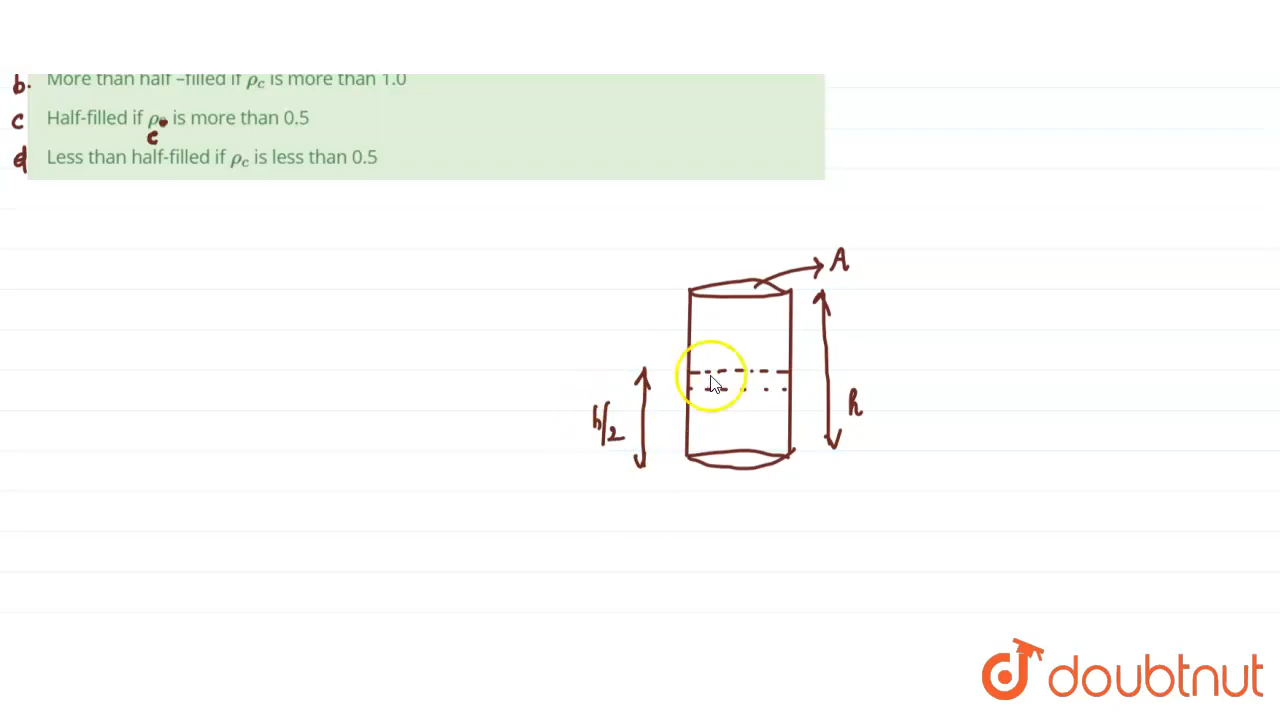 b. More than half –filled if ρc is more than 1.0
c Half-filled if ρc is more than 0.5
d Less than half-filled if ρc is less than 0.5
A
h/2
h
doubtnut